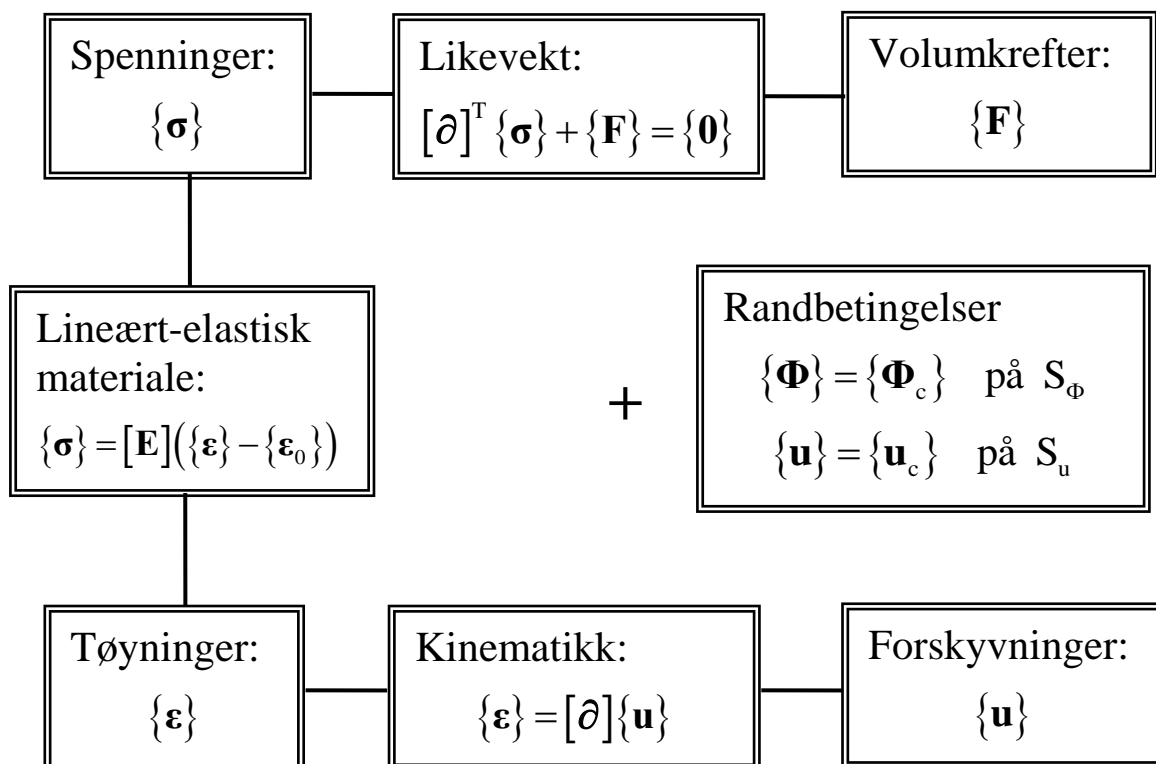 Spenninger:
{σ}
Likevekt:
[∂]ᵀ {σ} + {F} = {0}
Volumkrefter:
{F}
Lineært-elastisk
materiale:
{σ} = [E]({ε} − {ε₀})
+
Randbetingelser
{Φ} = {Φ_c} på S_Φ
{u} = {u_c} på S_u
Tøyninger:
{ε}
Kinematikk:
{ε} = [∂]{u}
Forskyvninger:
{u}